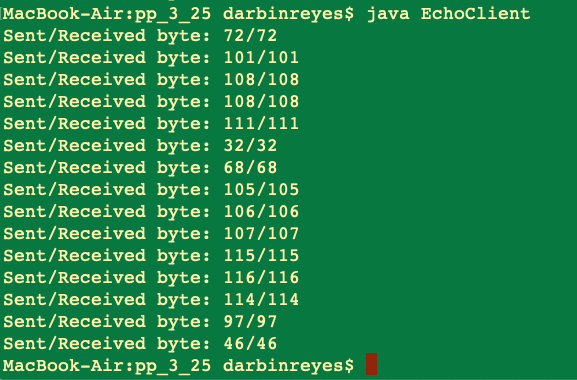 MacBook-Air:pp_3_25 darbinreyes$ java EchoClient
Sent/Received byte: 72/72
Sent/Received byte: 101/101
Sent/Received byte: 108/108
Sent/Received byte: 108/108
Sent/Received byte: 111/111
Sent/Received byte: 32/32
Sent/Received byte: 68/68
Sent/Received byte: 105/105
Sent/Received byte: 106/106
Sent/Received byte: 107/107
Sent/Received byte: 115/115
Sent/Received byte: 116/116
Sent/Received byte: 114/114
Sent/Received byte: 97/97
Sent/Received byte: 46/46
MacBook-Air:pp_3_25 darbinreyes$